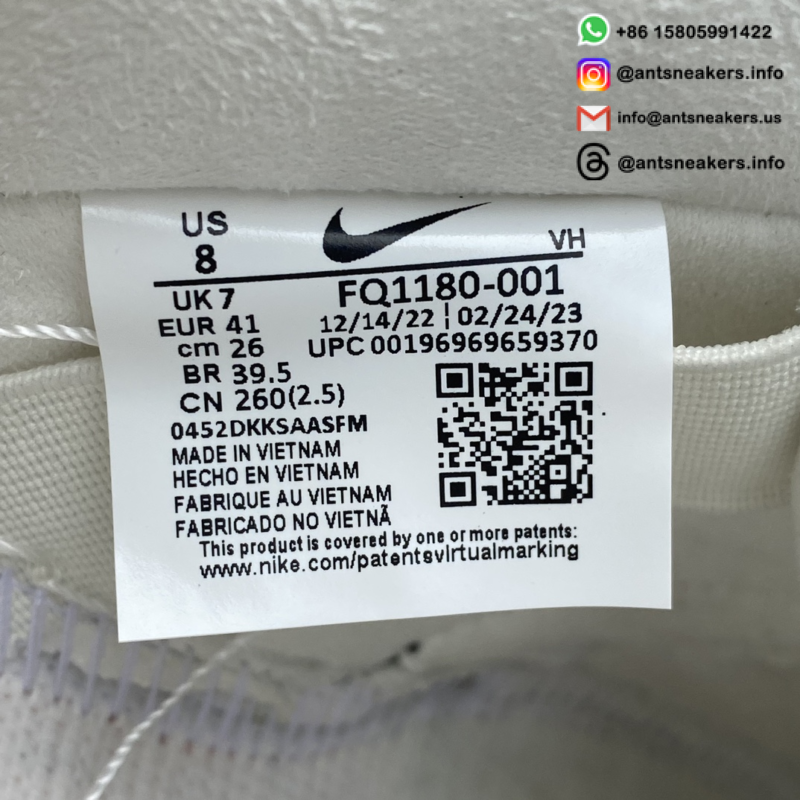 +86 15805991422
@antsneakers.info
info@antsneakers.us
@antsneakers.info
US
8
VH
UK 7
FQ1180-001
EUR 41
12/14/22 | 02/24/23
cm 26
UPC 00196969659370
BR 39.5
CN 260(2.5)
0452DKKSAASFM
MADE IN VIETNAM
HECHO EN VIETNAM
FABRIQUE AU VIETNAM
FABRICADO NO VIETNÃ
This product is covered by one or more patents:
www.nike.com/patentsvirtualmarking